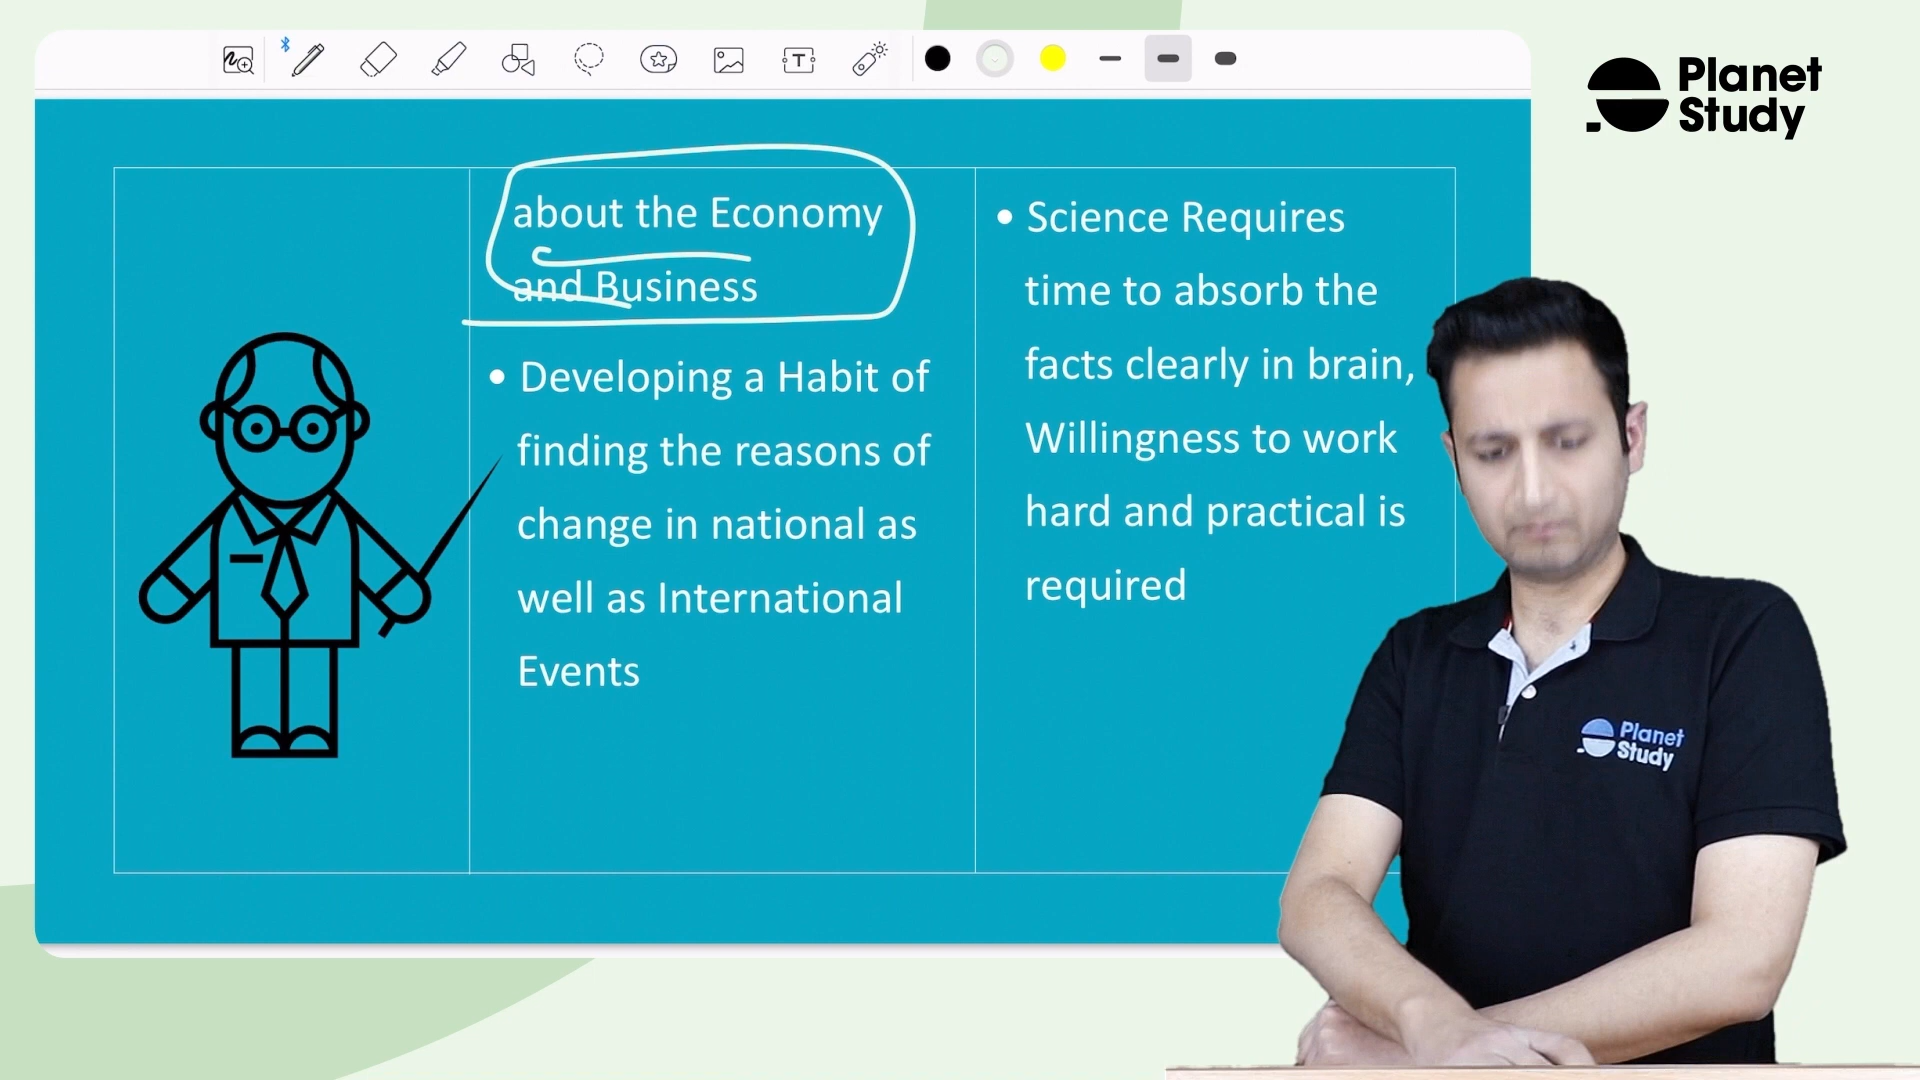 Planet
Study
about the Economy
and Business
• Developing a Habit of
finding the reasons of
change in national as
well as International
Events
• Science Requires
time to absorb the
facts clearly in brain,
Willingness to work
hard and practical is
required
Planet
Study